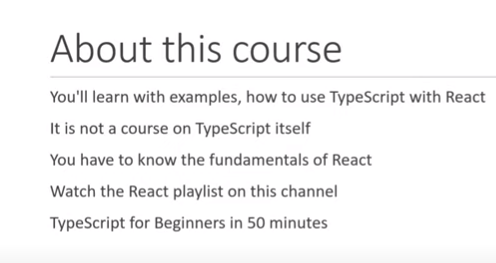 About this course
You'll learn with examples, how to use TypeScript with React
It is not a course on TypeScript itself
You have to know the fundamentals of React
Watch the React playlist on this channel
TypeScript for Beginners in 50 minutes